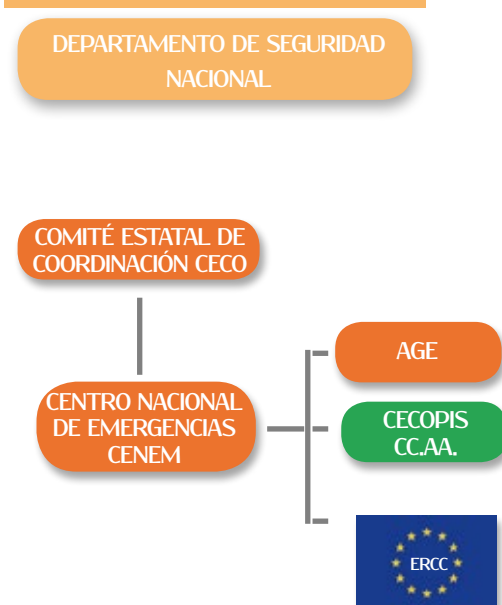 DEPARTAMENTO DE SEGURIDAD
NACIONAL
COMITÉ ESTATAL DE
COORDINACIÓN CECO
AGE
CENTRO NACIONAL
DE EMERGENCIAS
CENEM
CECOPIS
CC.AA.
ERCC